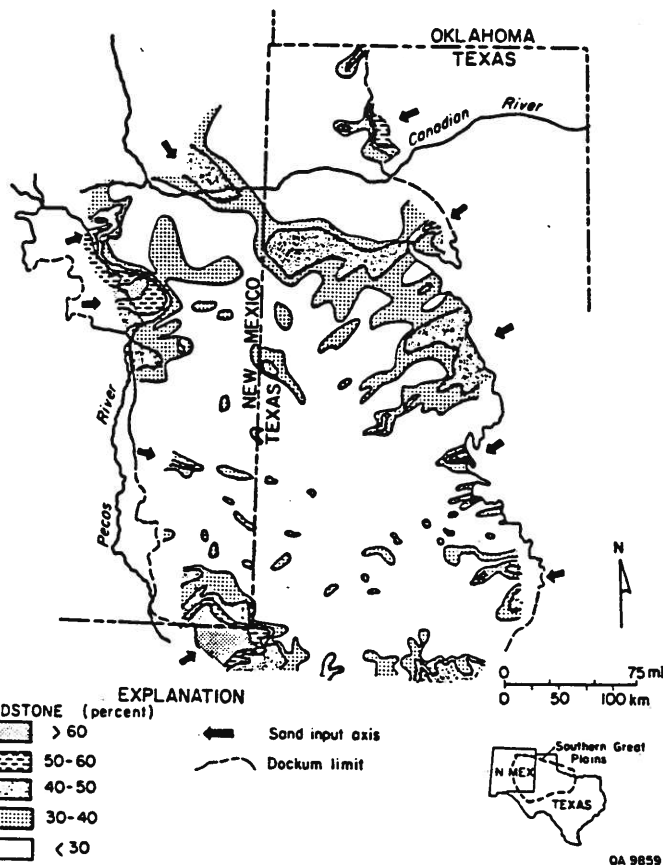 OKLAHOMA
TEXAS
Canadian River
NEW MEXICO
TEXAS
Pecos River
N
0 75 mi
0 50 100 km
EXPLANATION
DSTONE (percent)
> 60
50-60
40-50
30-40
< 30
Sand input axis
Dockum limit
Southern Great
Plains
N MEX
TEXAS
QA 9859